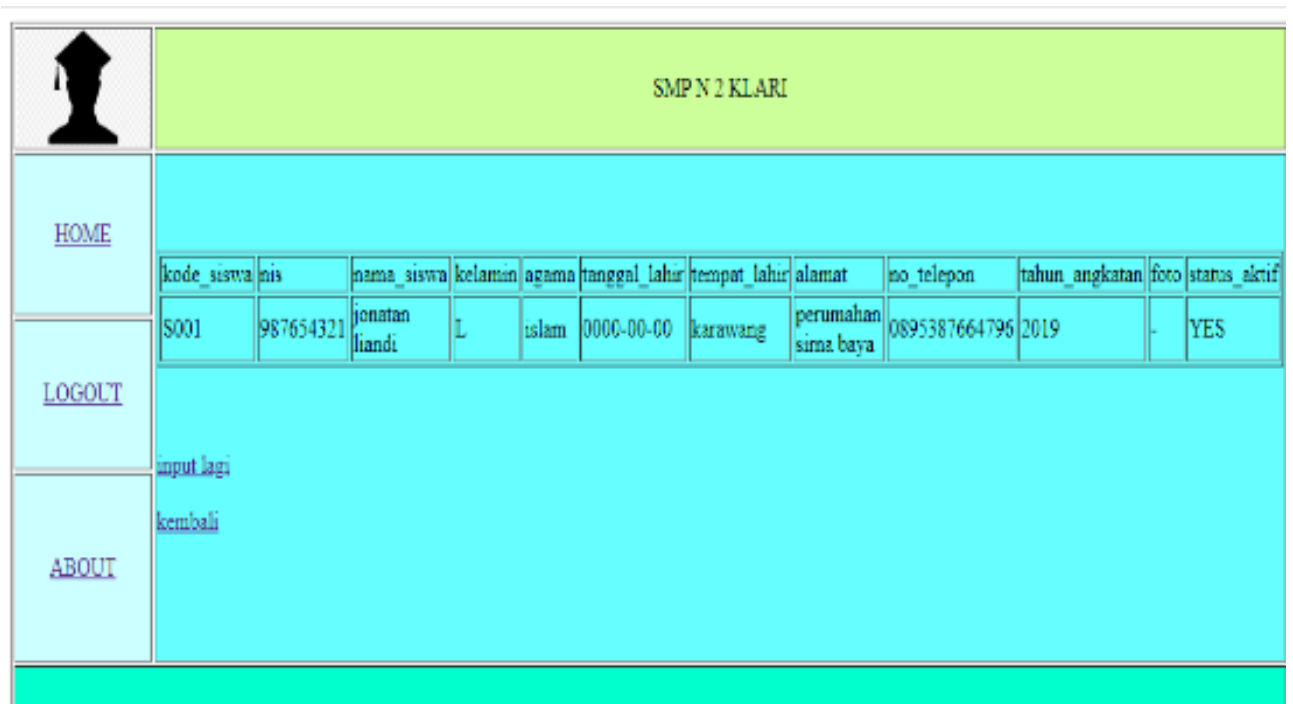 SMP N 2 KLARI
HOME
LOGOUT
ABOUT
kode_siswa nis nama_siswa kelamin agama tanggal_lahir tempat_lahir alamat no_telepon tahun_angkatan foto status_aktif
S001 987654321 jonatan liandi L islam 0000-00-00 karawang perumahan sirna baya 0895387664796 2019 - YES
input lagi
kembali